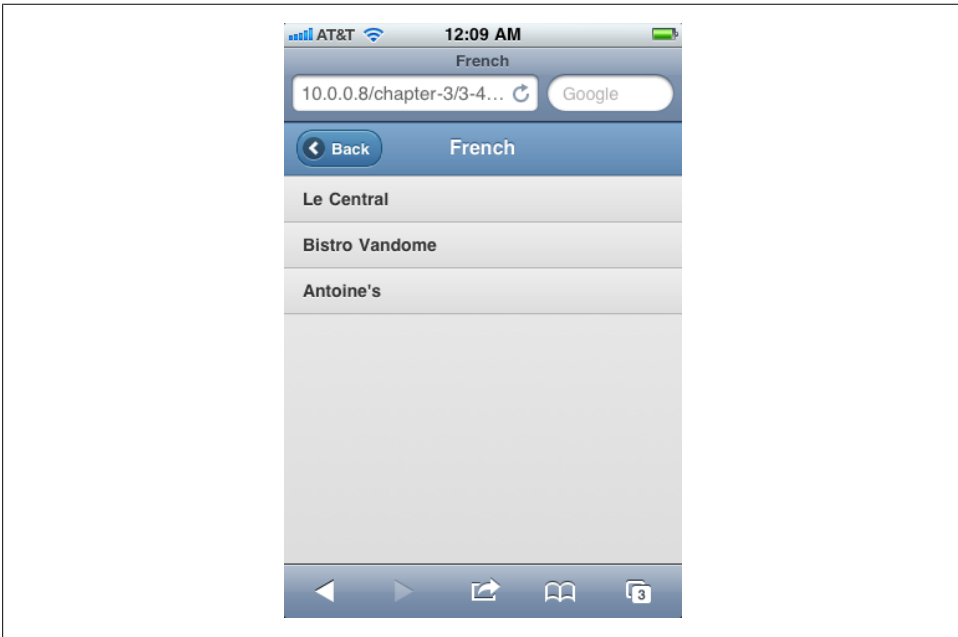 AT&T 12:09 AM
French
10.0.0.8/chapter-3/3-4... Google
Back French
Le Central
Bistro Vandome
Antoine's
3